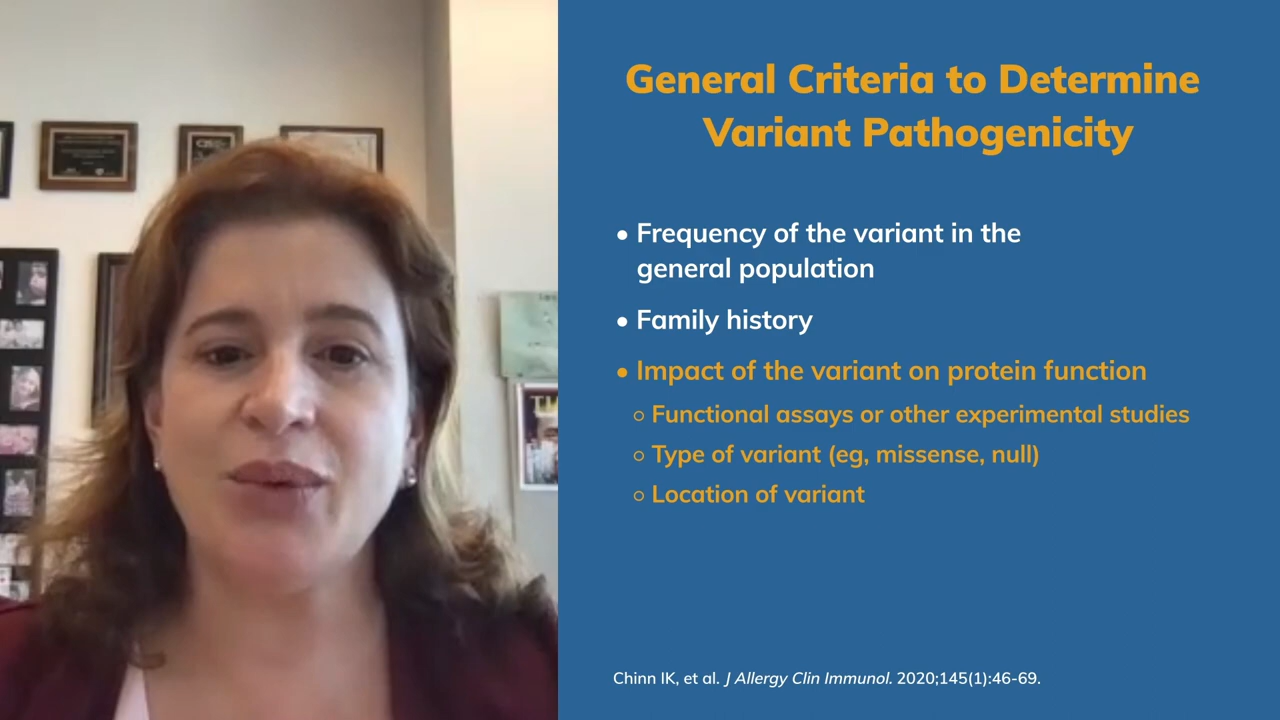 General Criteria to Determine
Variant Pathogenicity
• Frequency of the variant in the
general population
• Family history
• Impact of the variant on protein function
○ Functional assays or other experimental studies
○ Type of variant (eg, missense, null)
○ Location of variant
Chinn IK, et al. J Allergy Clin Immunol. 2020;145(1):46-69.